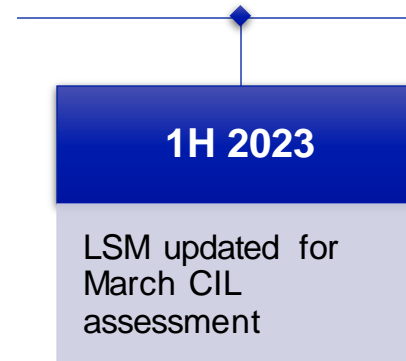 1H 2023
LSM updated for
March CIL
assessment